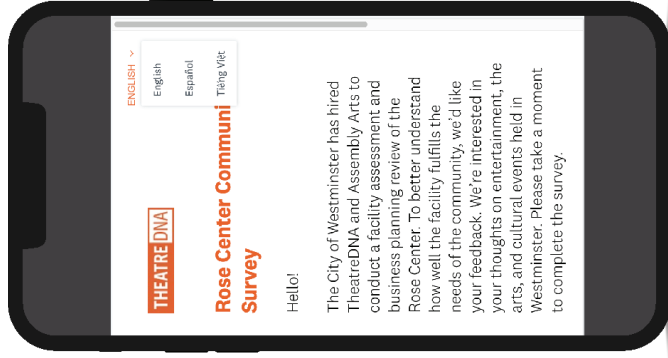 ENGLISH
English
Español
Tiếng Việt
THEATRE DNA
Rose Center Communi
Survey
Hello!
The City of Westminster has hired
TheatreDNA and Assembly Arts to
conduct a facility assessment and
business planning review of the
Rose Center. To better understand
how well the facility fulfills the
needs of the community, we'd like
your feedback. We're interested in
your thoughts on entertainment, the
arts, and cultural events held in
Westminster. Please take a moment
to complete the survey.